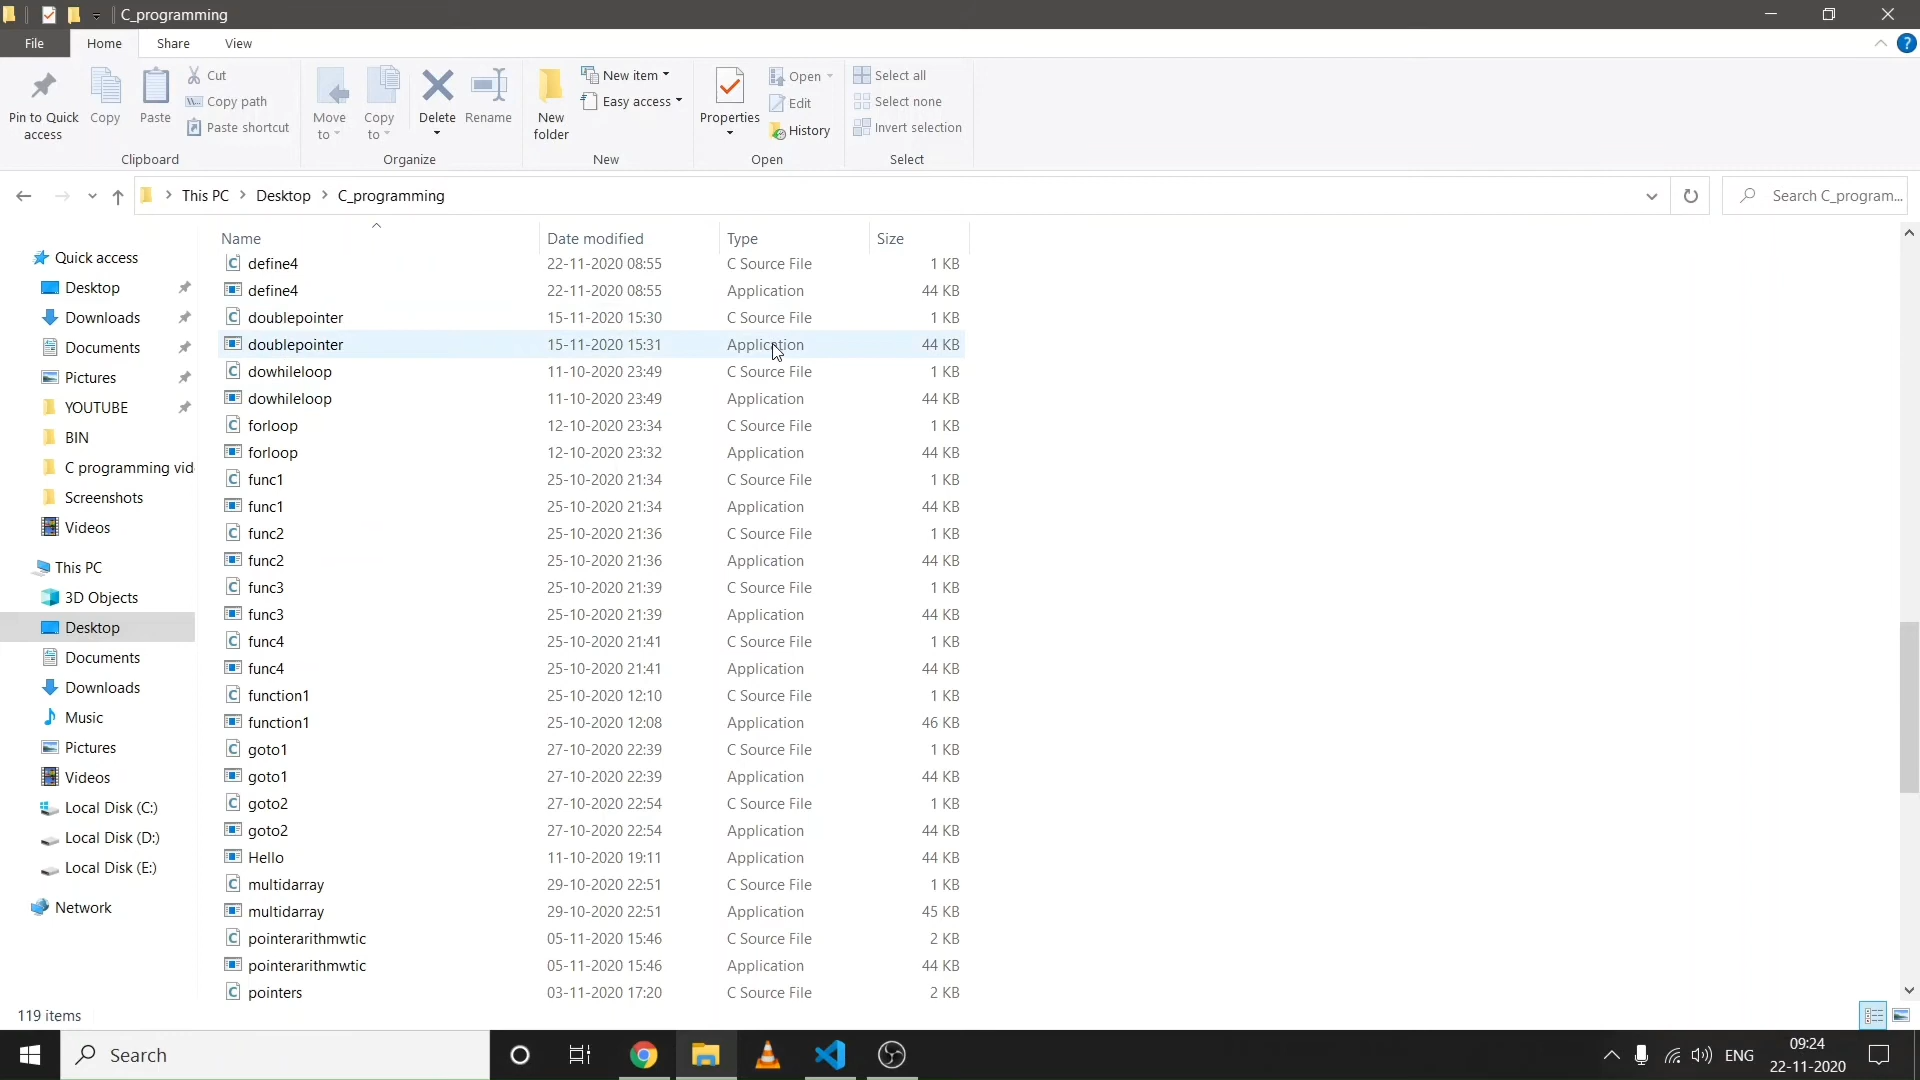 C_programming
File Home Share View
Pin to Quick access
Copy
Paste
Cut
Copy path
Paste shortcut
Clipboard
Move to
Copy to
Delete
Rename
Organize
New folder
New item
Easy access
New
Properties
Open
Edit
History
Open
Select all
Select none
Invert selection
Select
This PC > Desktop > C_programming
Search C_program...
Quick access
Desktop
Downloads
Documents
Pictures
YOUTUBE
BIN
C programming vid
Screenshots
Videos
This PC
3D Objects
Desktop
Documents
Downloads
Music
Pictures
Videos
Local Disk (C:)
Local Disk (D:)
Local Disk (E:)
Network
Name Date modified Type Size
define4 22-11-2020 08:55 C Source File 1 KB
define4 22-11-2020 08:55 Application 44 KB
doublepointer 15-11-2020 15:30 C Source File 1 KB
doublepointer 15-11-2020 15:31 Application 44 KB
dowhileloop 11-10-2020 23:49 C Source File 1 KB
dowhileloop 11-10-2020 23:49 Application 44 KB
forloop 12-10-2020 23:34 C Source File 1 KB
forloop 12-10-2020 23:32 Application 44 KB
func1 25-10-2020 21:34 C Source File 1 KB
func1 25-10-2020 21:34 Application 44 KB
func2 25-10-2020 21:36 C Source File 1 KB
func2 25-10-2020 21:36 Application 44 KB
func3 25-10-2020 21:39 C Source File 1 KB
func3 25-10-2020 21:39 Application 44 KB
func4 25-10-2020 21:41 C Source File 1 KB
func4 25-10-2020 21:41 Application 44 KB
function1 25-10-2020 12:10 C Source File 1 KB
function1 25-10-2020 12:08 Application 46 KB
goto1 27-10-2020 22:39 C Source File 1 KB
goto1 27-10-2020 22:39 Application 44 KB
goto2 27-10-2020 22:54 C Source File 1 KB
goto2 27-10-2020 22:54 Application 44 KB
Hello 11-10-2020 19:11 Application 44 KB
multidarray 29-10-2020 22:51 C Source File 1 KB
multidarray 29-10-2020 22:51 Application 45 KB
pointerarithmwtic 05-11-2020 15:46 C Source File 2 KB
pointerarithmwtic 05-11-2020 15:46 Application 44 KB
pointers 03-11-2020 17:20 C Source File 2 KB
119 items
Search
ENG
09:24
22-11-2020